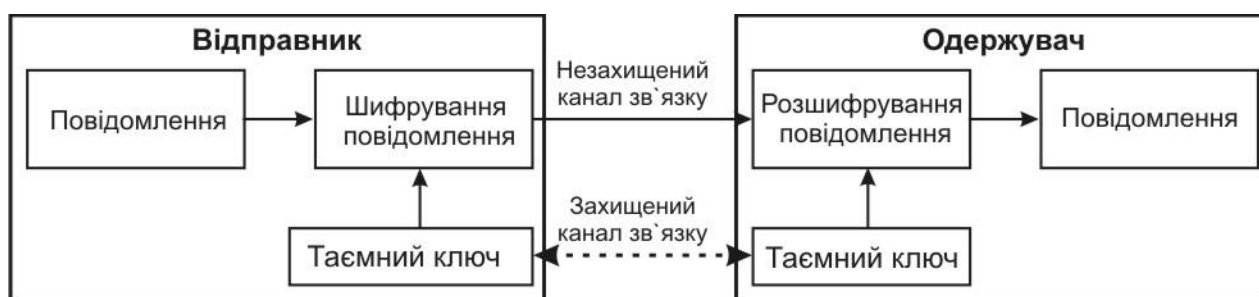 Відправник
Одержувач
Повідомлення
Шифрування
повідомлення
Незахищений
канал зв`язку
Розшифрування
повідомлення
Повідомлення
Захищений
канал зв`язку
Таємний ключ
Таємний ключ